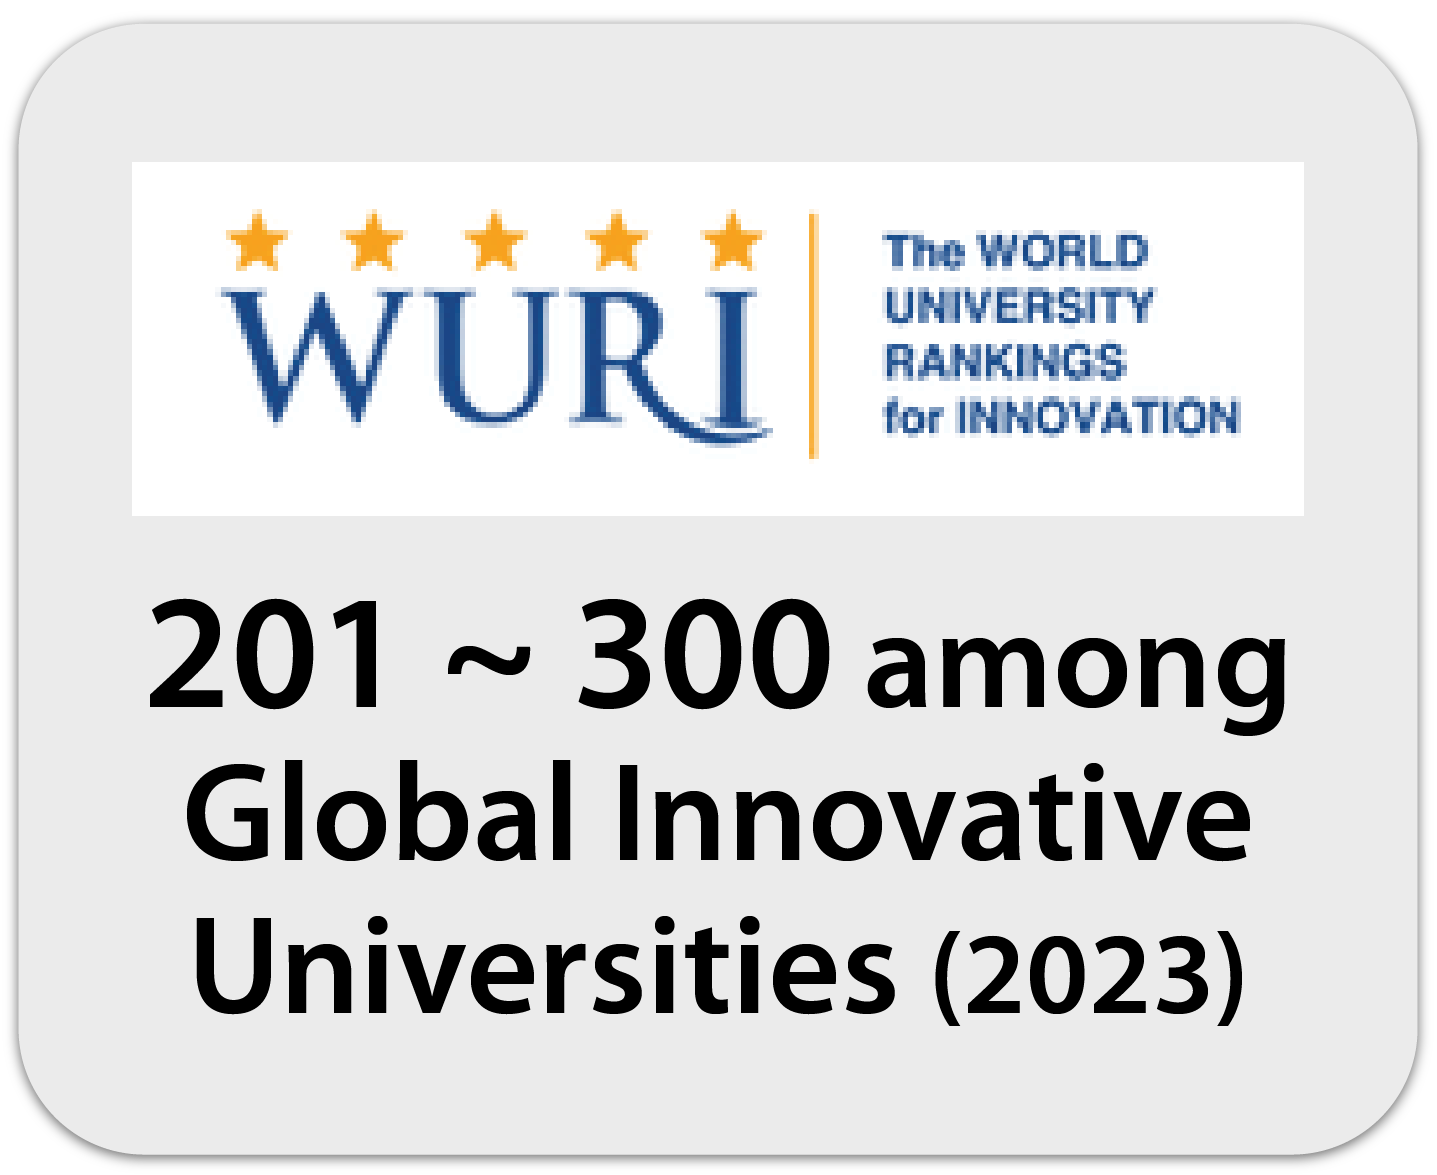 WURI
The WORLD
UNIVERSITY
RANKINGS
for INNOVATION
201 ~ 300 among
Global Innovative
Universities (2023)